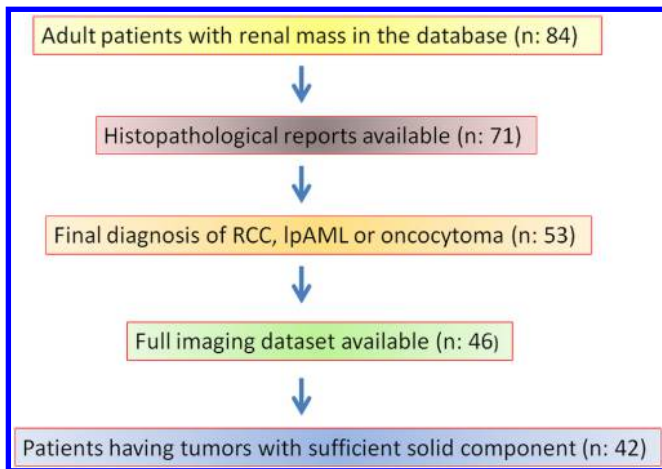 Adult patients with renal mass in the database (n: 84)
Histopathological reports available (n: 71)
Final diagnosis of RCC, lpAML or oncocytoma (n: 53)
Full imaging dataset available (n: 46)
Patients having tumors with sufficient solid component (n: 42)